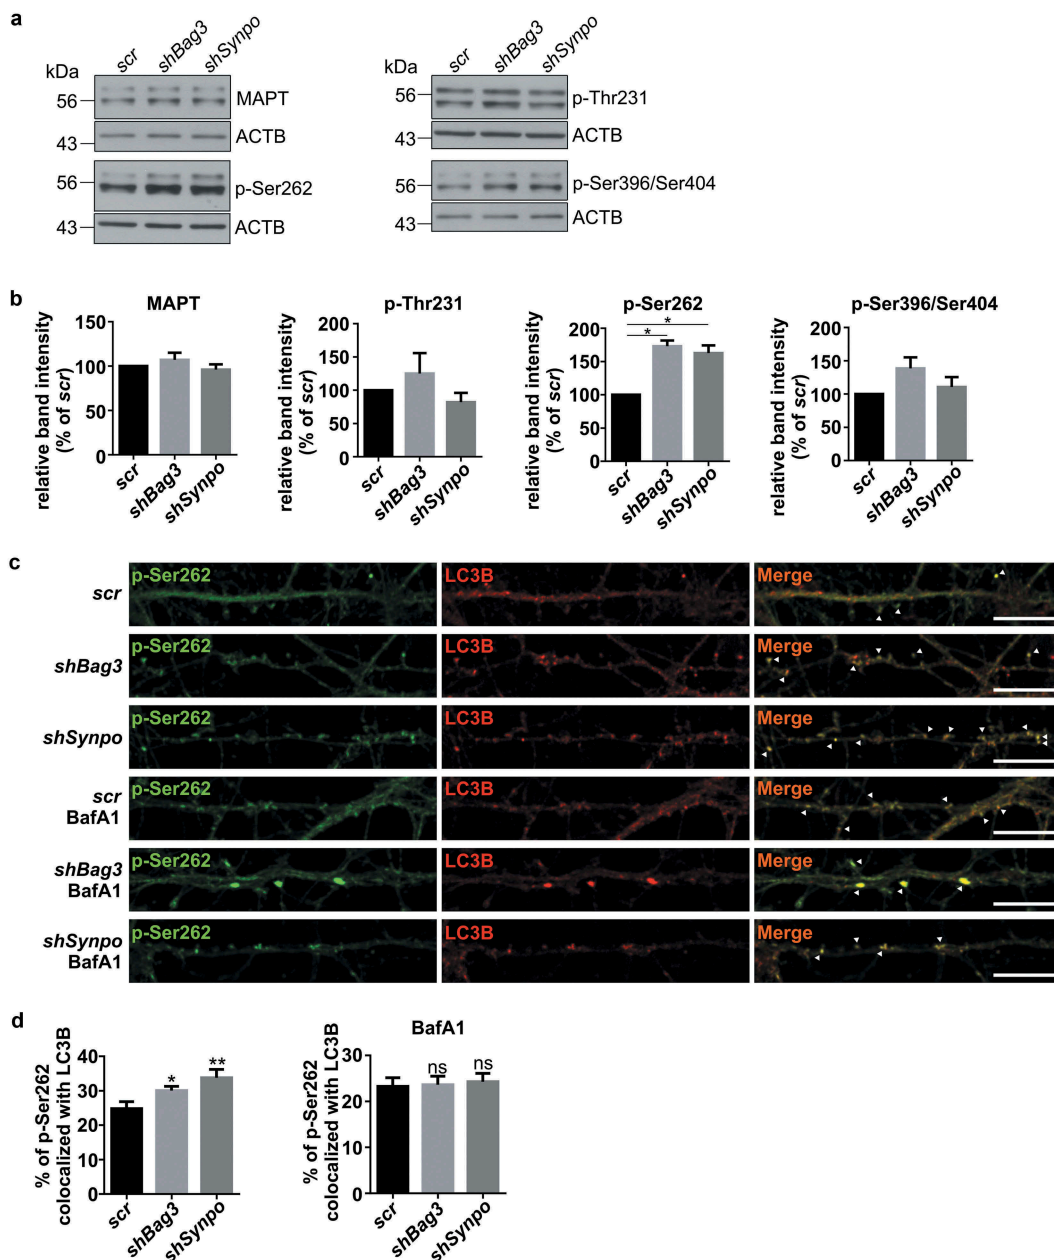 a
scr shBag3 shSynpo
kDa
56
MAPT
43
ACTB
56
p-Ser262
43
ACTB
scr shBag3 shSynpo
kDa
56
p-Thr231
43
ACTB
56
p-Ser396/Ser404
43
ACTB
b
MAPT
relative band intensity
(% of scr)
150
100
50
0
scr shBag3 shSynpo
p-Thr231
relative band intensity
(% of scr)
200
150
100
50
0
scr shBag3 shSynpo
p-Ser262
relative band intensity
(% of scr)
200
150
100
50
0
*
*
scr shBag3 shSynpo
p-Ser396/Ser404
relative band intensity
(% of scr)
200
150
100
50
0
scr shBag3 shSynpo
c
scr
p-Ser262 LC3B Merge
shBag3
p-Ser262 LC3B Merge
shSynpo
p-Ser262 LC3B Merge
scr
BafA1
p-Ser262 LC3B Merge
shBag3
BafA1
p-Ser262 LC3B Merge
shSynpo
BafA1
p-Ser262 LC3B Merge
d
% of p-Ser262
colocalized with LC3B
40
30
20
10
0
* **
scr shBag3 shSynpo
BafA1
% of p-Ser262
colocalized with LC3B
30
20
10
0
ns ns
scr shBag3 shSynpo